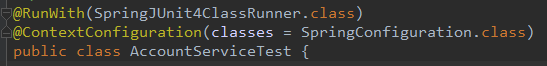 @RunWith(SpringJUnit4ClassRunner.class)
@ContextConfiguration(classes = SpringConfiguration.class)
public class AccountServiceTest {